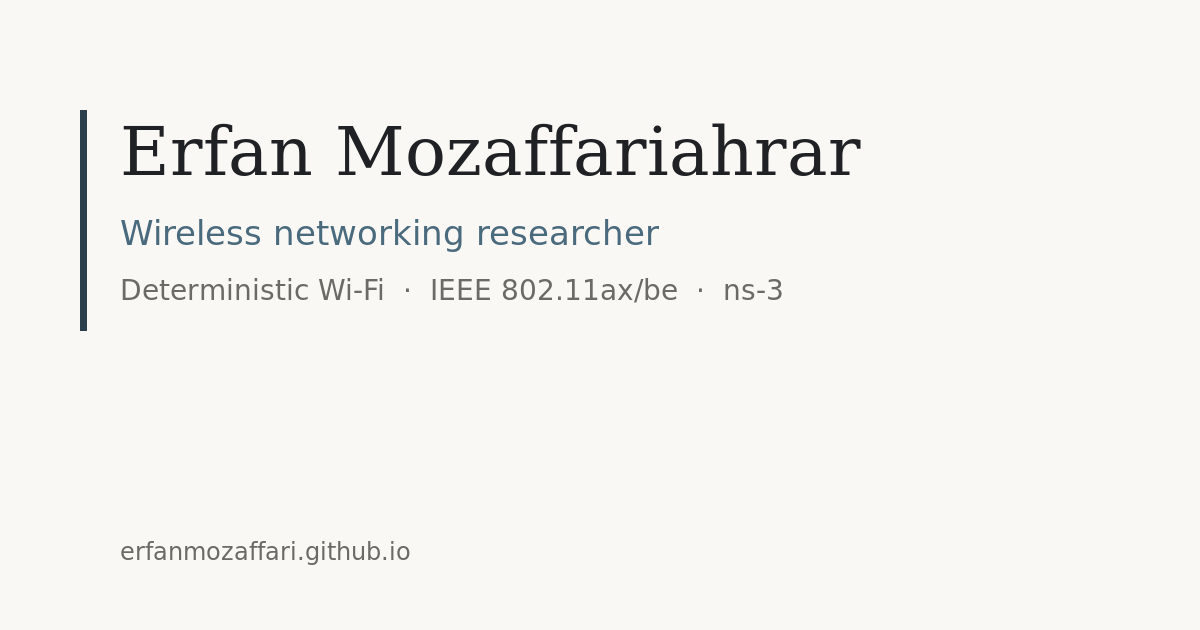 Erfan Mozaffariahrar
Wireless networking researcher
Deterministic Wi-Fi · IEEE 802.11ax/be · ns-3
erfanmozaffari.github.io